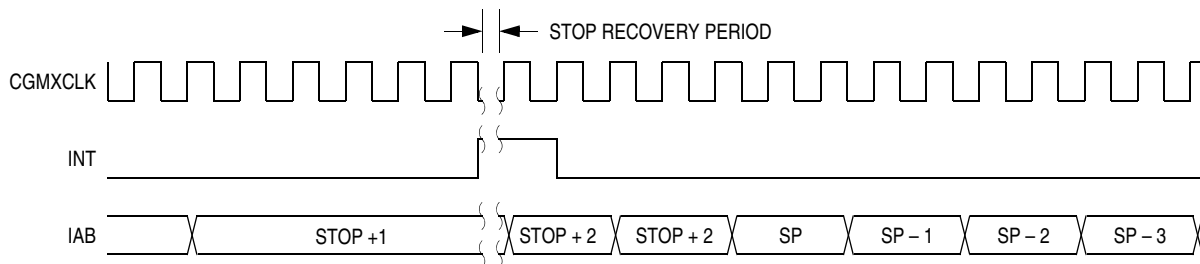 STOP RECOVERY PERIOD
CGMXCLK
INT
IAB STOP +1 STOP + 2 STOP + 2 SP SP – 1 SP – 2 SP – 3